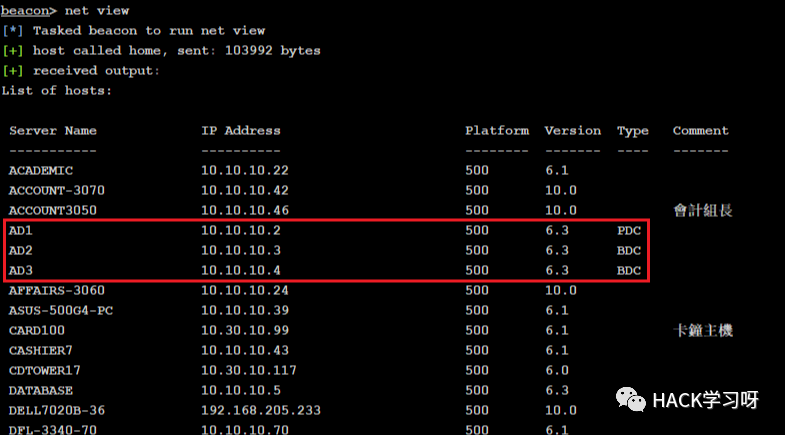 beacon> net view
[*] Tasked beacon to run net view
[+] host called home, sent: 103992 bytes
[+] received output:
List of hosts:
Server Name IP Address Platform Version Type Comment
----------- ---------- -------- ------- ---- -------
ACADEMIC 10.10.10.22 500 6.1
ACCOUNT-3070 10.10.10.42 500 10.0
ACCOUNT3050 10.10.10.46 500 10.0 會計組長
AD1 10.10.10.2 500 6.3 PDC
AD2 10.10.10.3 500 6.3 BDC
AD3 10.10.10.4 500 6.3 BDC
AFFAIRS-3060 10.10.10.24 500 10.0
ASUS-500G4-PC 10.10.10.39 500 6.1
CARD100 10.30.10.99 500 6.1 卡鐘主機
CASHIER7 10.10.10.43 500 6.1
CDTOWER17 10.30.10.117 500 6.0
DATABASE 10.10.10.5 500 6.3
DELL7020B-36 192.168.205.233 500 10.0
DFL-3340-70 10.10.10.70 500 6.1
HACK学习呀